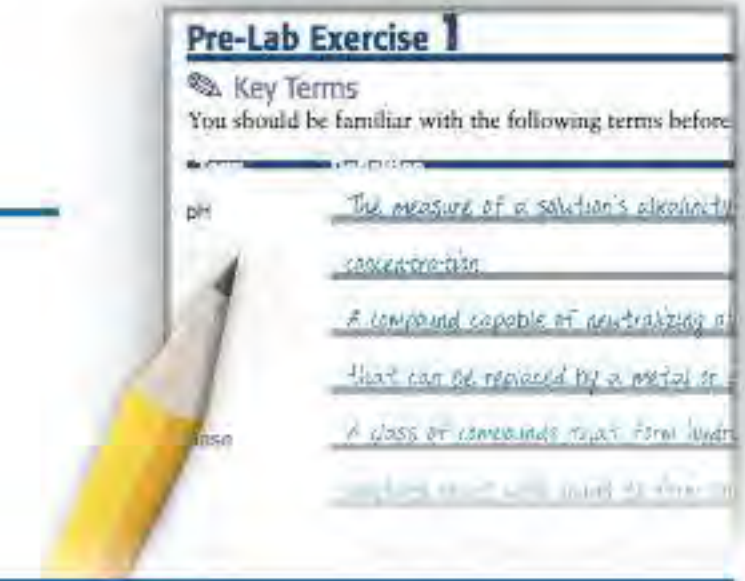 Pre-Lab Exercise 1
Key Terms
You should be familiar with the following terms before
pH
The measure of a solution's alkalinity
concentration
A compound capable of neutralizing
that can be replaced by a metal or
A class of compounds that form